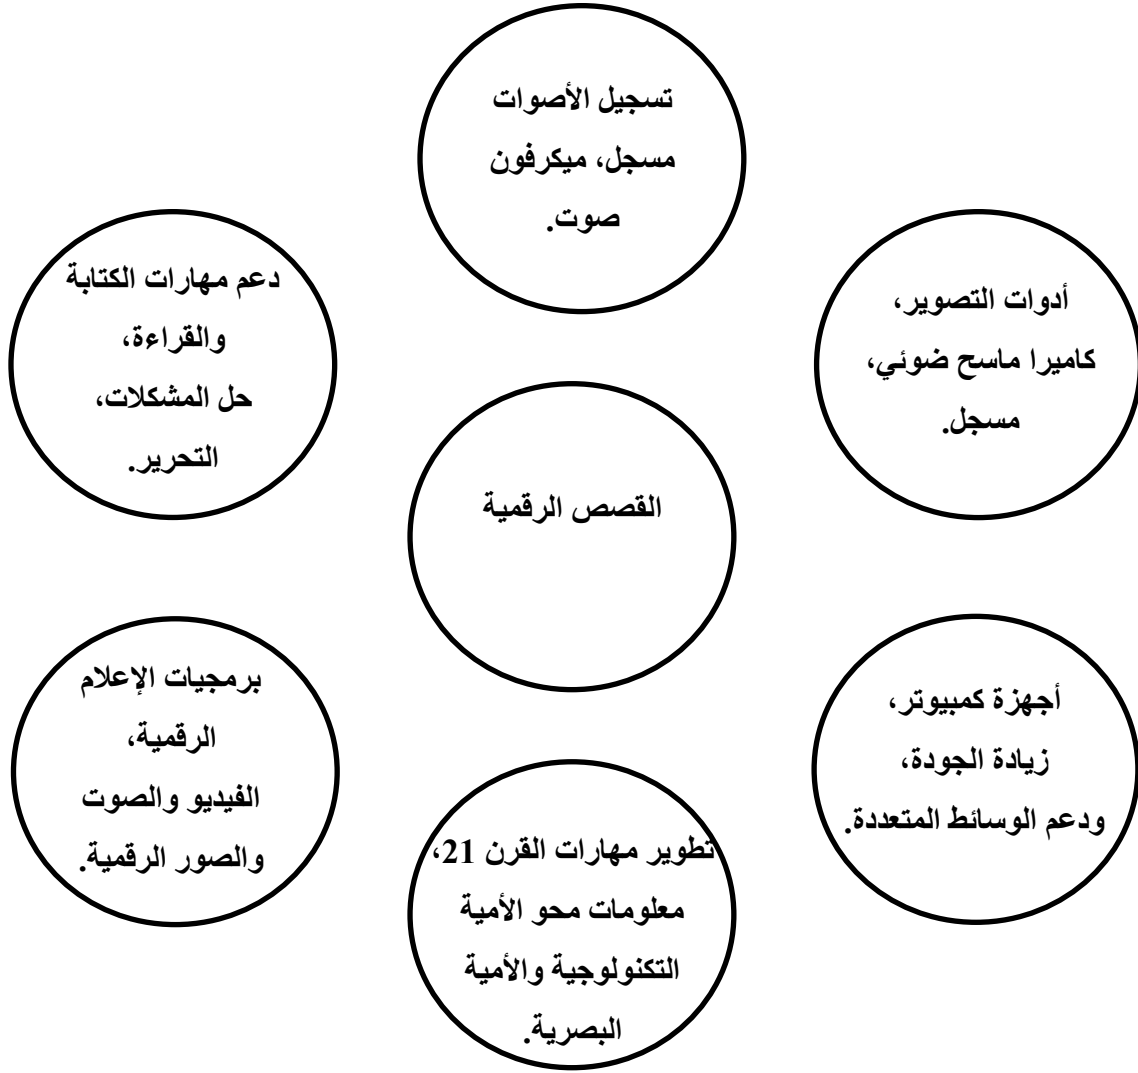 تسجيل الأصوات
مسجل، ميكرفون
صوت.
أدوات التصوير،
كاميرا ماسح ضوئي،
مسجل.
دعم مهارات الكتابة
والقراءة،
حل المشكلات،
التحرير.
القصص الرقمية
أجهزة كمبيوتر،
زيادة الجودة،
ودعم الوسائط المتعددة.
برمجيات الإعلام
الرقمية،
الفيديو والصوت
والصور الرقمية.
تطوير مهارات القرن 21،
معلومات محو الأمية
التكنولوجية والأمية
البصرية.